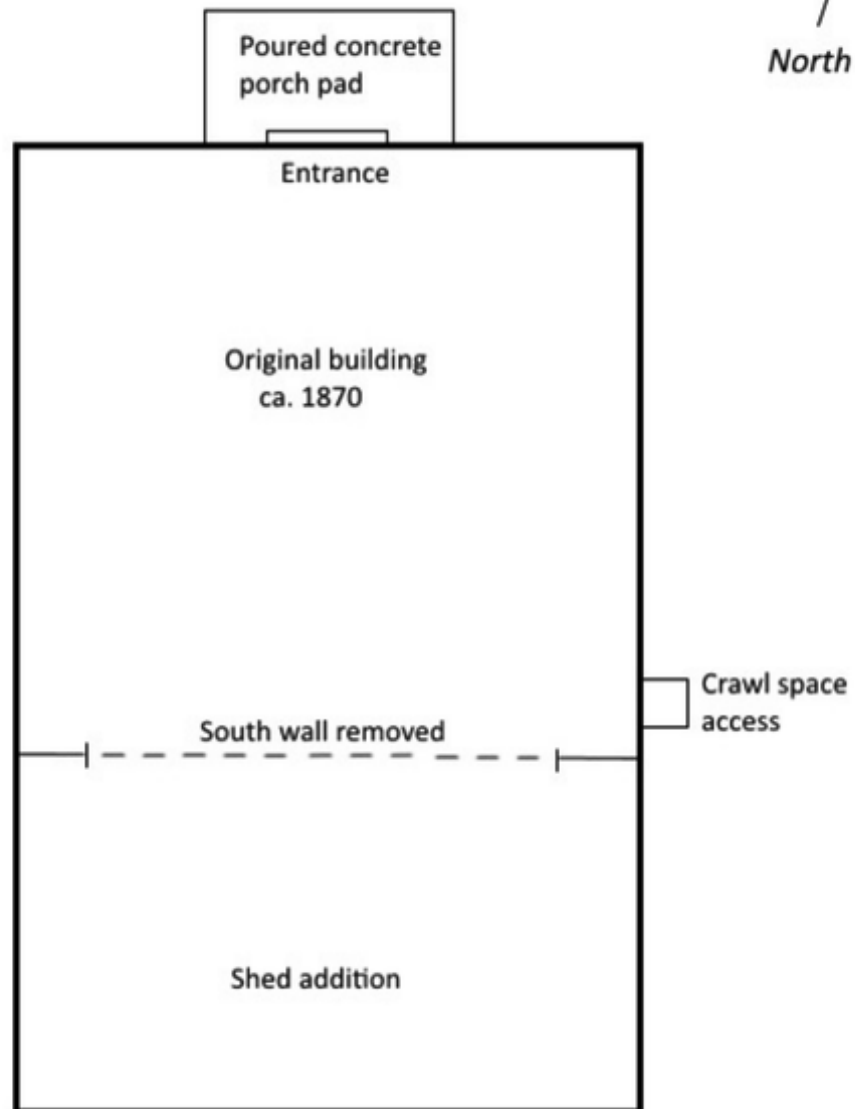 Poured concrete
porch pad
North
Entrance
Original building
ca. 1870
Crawl space
access
South wall removed
Shed addition